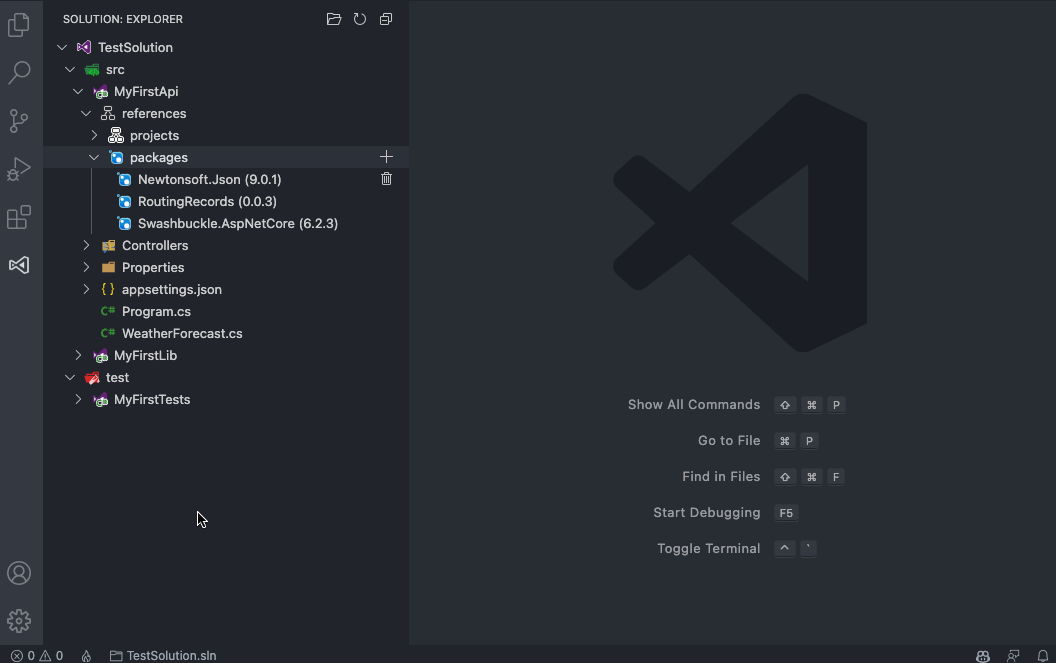 SOLUTION: EXPLORER
TestSolution
src
MyFirstApi
references
projects
packages
Newtonsoft.Json (9.0.1)
RoutingRecords (0.0.3)
Swashbuckle.AspNetCore (6.2.3)
Controllers
Properties
{} appsettings.json
C# Program.cs
C# WeatherForecast.cs
MyFirstLib
test
MyFirstTests
Show All Commands ⇧ ⌘ P
Go to File ⌘ P
Find in Files ⇧ ⌘ F
Start Debugging F5
Toggle Terminal ^ `
0 0 TestSolution.sln